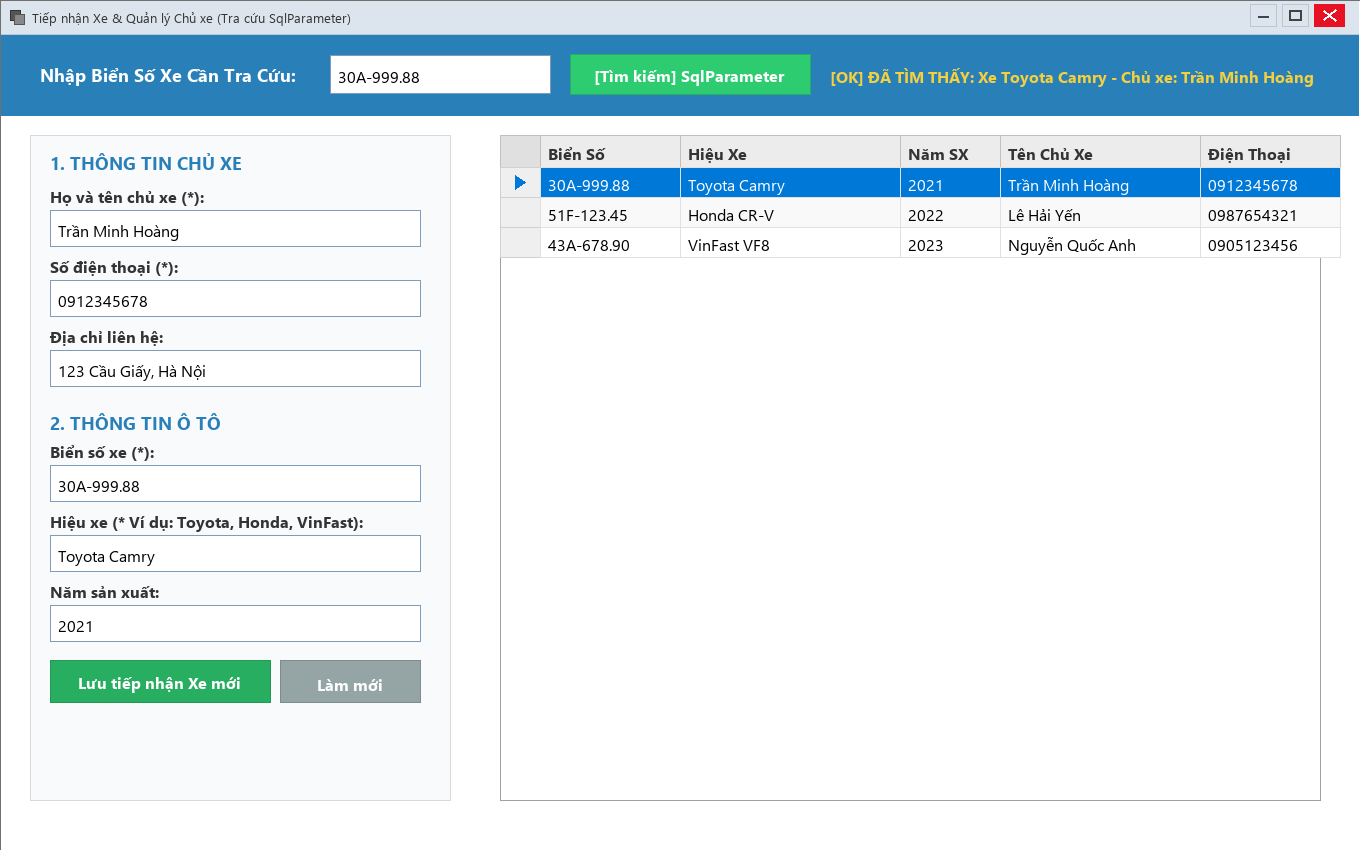 Tiếp nhận Xe & Quản lý Chủ xe (Tra cứu SqlParameter)
Nhập Biển Số Xe Cần Tra Cứu: 30A-999.88 [Tìm kiếm] SqlParameter [OK] ĐÃ TÌM THẤY: Xe Toyota Camry - Chủ xe: Trần Minh Hoàng
1. THÔNG TIN CHỦ XE
Họ và tên chủ xe (*):
Trần Minh Hoàng
Số điện thoại (*):
0912345678
Địa chỉ liên hệ:
123 Cầu Giấy, Hà Nội
2. THÔNG TIN Ô TÔ
Biển số xe (*):
30A-999.88
Hiệu xe (* Ví dụ: Toyota, Honda, VinFast):
Toyota Camry
Năm sản xuất:
2021
Lưu tiếp nhận Xe mới Làm mới
Biển Số Hiệu Xe Năm SX Tên Chủ Xe Điện Thoại
30A-999.88 Toyota Camry 2021 Trần Minh Hoàng 0912345678
51F-123.45 Honda CR-V 2022 Lê Hải Yến 0987654321
43A-678.90 VinFast VF8 2023 Nguyễn Quốc Anh 0905123456